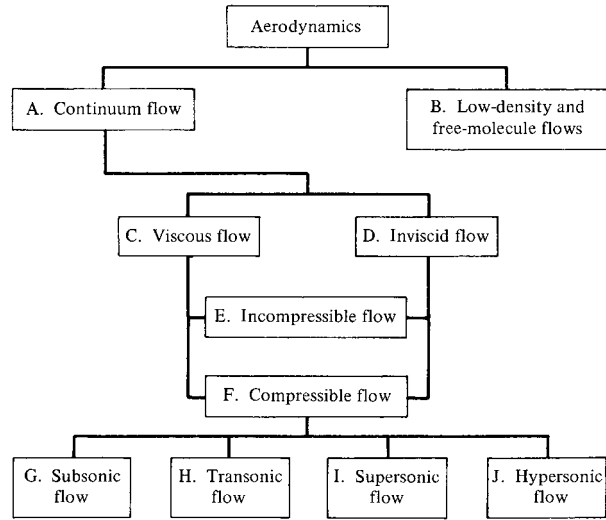 Aerodynamics
A. Continuum flow
B. Low-density and
free-molecule flows
C. Viscous flow
D. Inviscid flow
E. Incompressible flow
F. Compressible flow
G. Subsonic
flow
H. Transonic
flow
I. Supersonic
flow
J. Hypersonic
flow